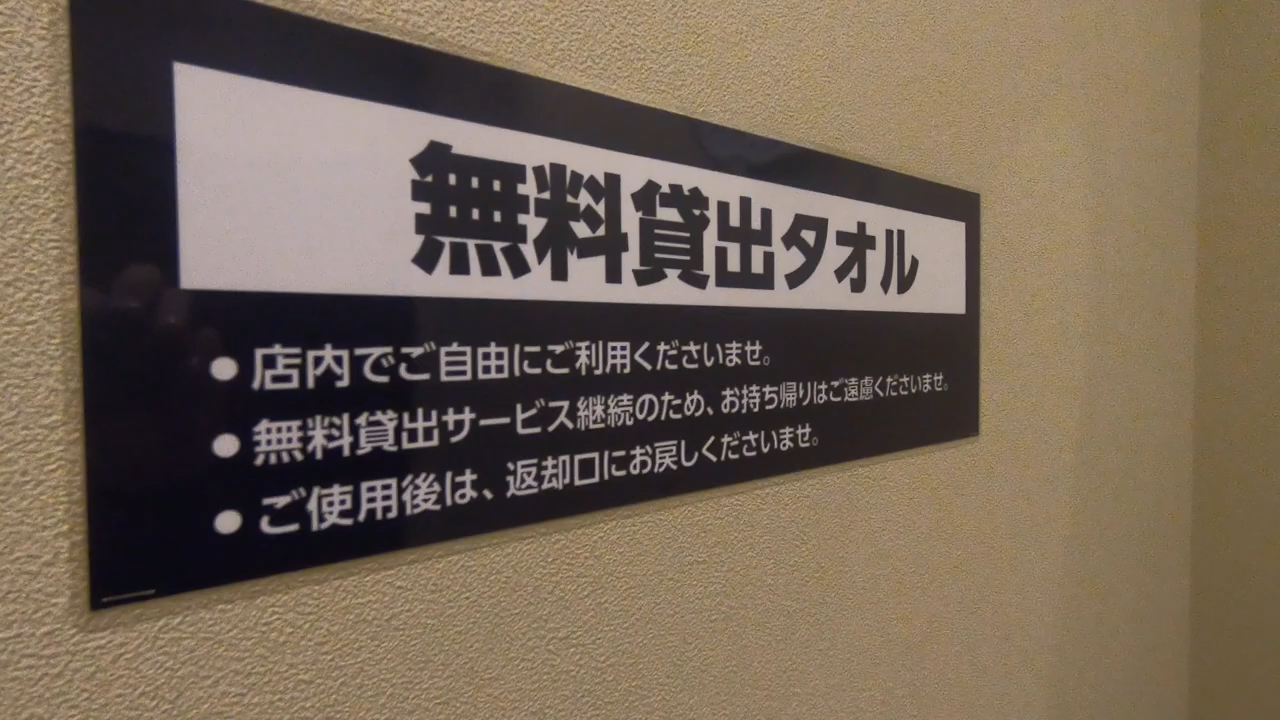 無料貸出タオル
●店内でご自由にご利用くださいませ。
●無料貸出サービス継続のため、お持ち帰りはご遠慮くださいませ。
●ご使用後は、返却口にお戻しくださいませ。